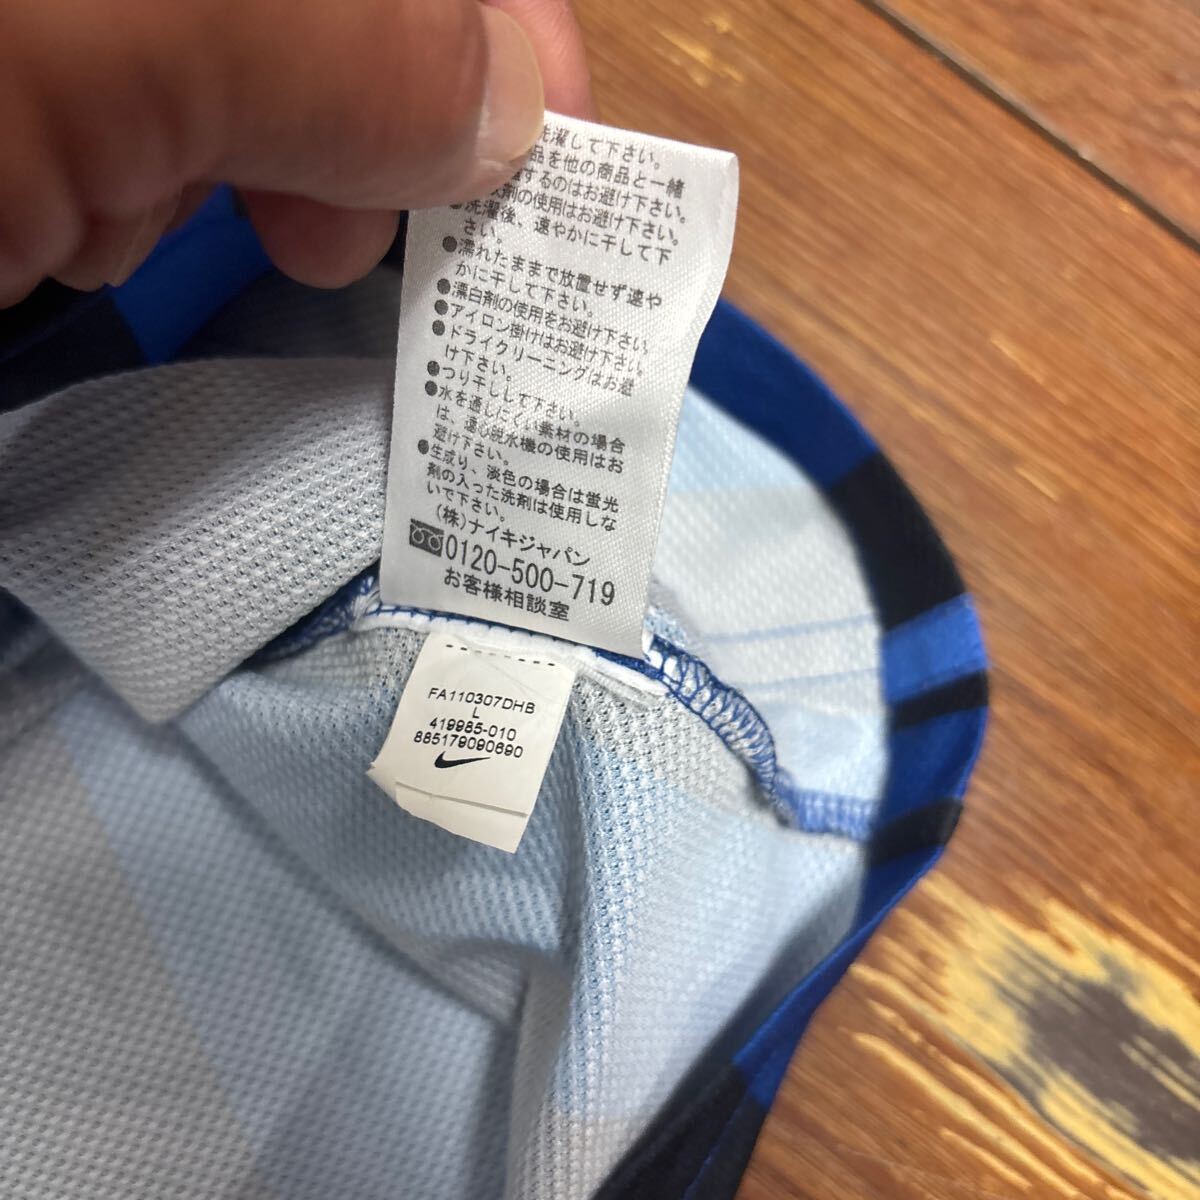 洗濯して下さい。
品を他の商品と一緒
するのはお避け下さい。
剤の使用はお避け下さい。
洗濯後、速やかに干して下
さい。
●濡れたままで放置せず速や
かに干して下さい。
●漂白剤の使用をお避け下さい。
●アイロン掛けはお避け下さい。
●ドライクリーニングはお避
け下さい。
●つり干しして下さい。
●水を通しにくい素材の場合
は、遠心脱水機の使用はお
避け下さい。
●生成り、淡色の場合は蛍光
剤の入った洗剤は使用しな
いで下さい。
(株)ナイキジャパン
0120-500-719
お客様相談室
FA110307DHB
L
419985-010
885179090690